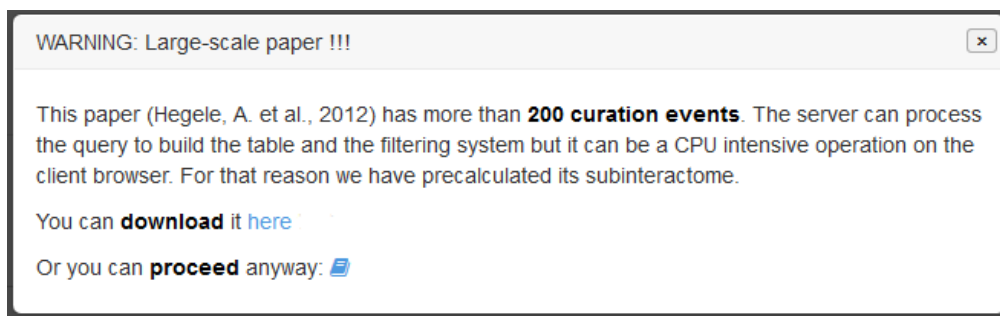 WARNING: Large-scale paper !!!
x
This paper (Hegele, A. et al., 2012) has more than 200 curation events. The server can process
the query to build the table and the filtering system but it can be a CPU intensive operation on the
client browser. For that reason we have precalculated its subinteractome.
You can download it here
Or you can proceed anyway: